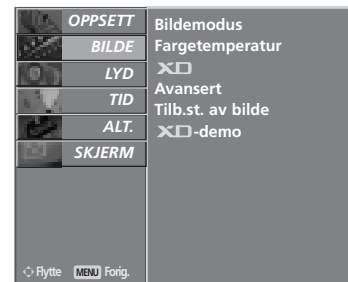 OPPSETT
BILDE
LYD
TID
ALT.
SKJERM
Flytte MENU Forig.
Bildemodus
Fargetemperatur
XD
Avansert
Tilb.st. av bilde
XD-demo